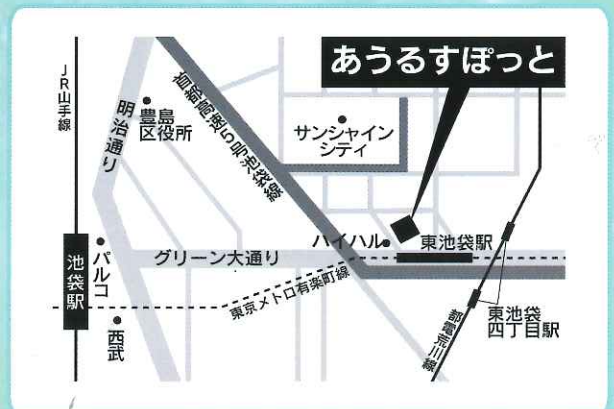 あうるすぽっと
JR山手線
明治通り
豊島
区役所
首都高速5号池袋線
サンシャイン
シティ
ハイハル
東池袋駅
グリーン大通り
池袋駅
パルコ
西武
東京メトロ有楽町線
都電荒川線
東池袋
四丁目駅